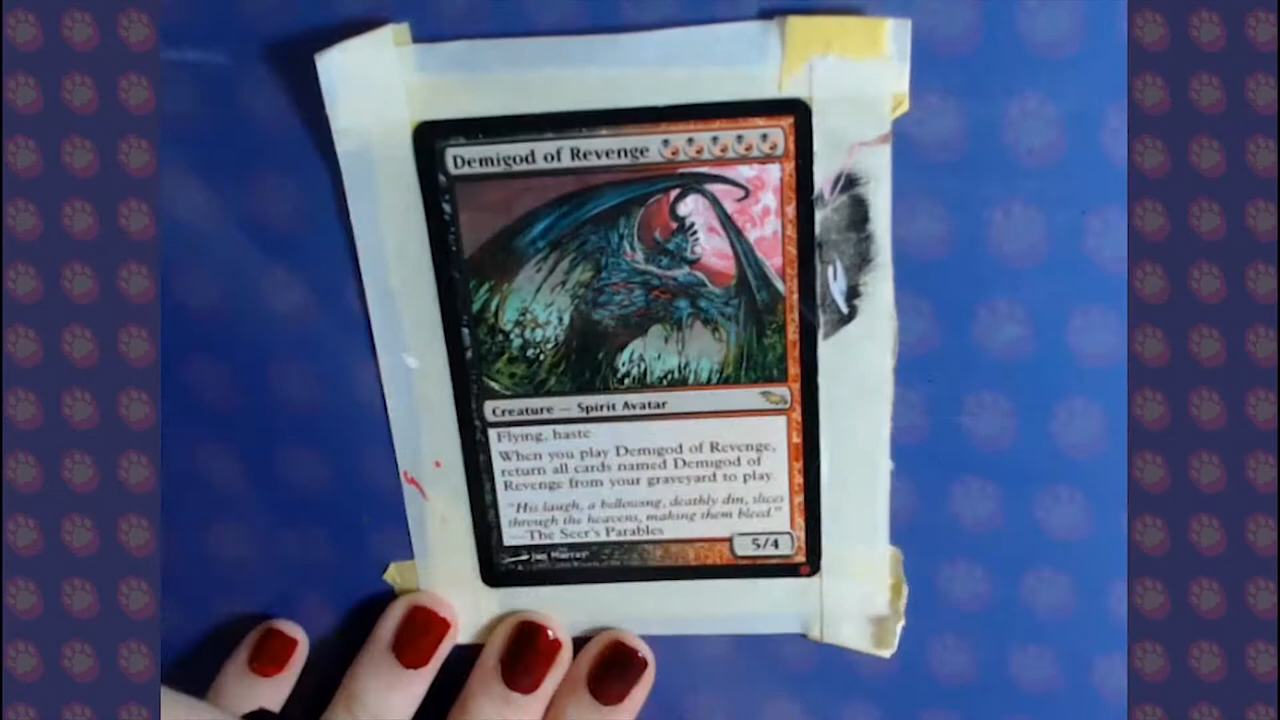 Demigod of Revenge
Creature — Spirit Avatar
Flying, haste
When you play Demigod of Revenge,
return all cards named Demigod of
Revenge from your graveyard to play.
"His laugh, a bellowing, deathly din, slices
through the heavens, making them bleed."
—The Seer's Parables
5/4
Jim Murray